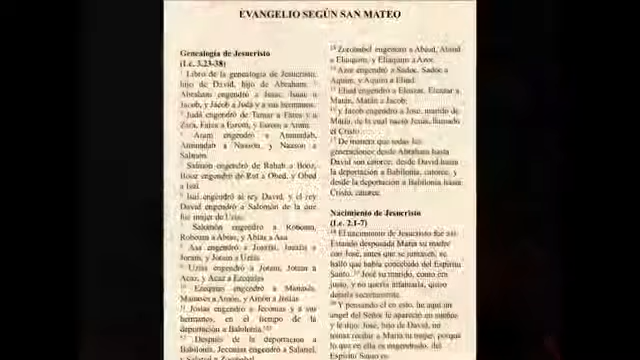 EVANGELIO SEGÚN SAN MATEO
Genealogía de Jesucristo
(Lc. 3.23-38)
1 Libro de la genealogía de Jesucristo,
hijo de David, hijo de Abraham.
Abraham engendró a Isaac, Isaac a
Jacob, y Jacob a Judá y a sus hermanos.
Judá engendró de Tamar a Fares y a
Zara, Fares a Esrom, y Esrom a Aram.
Aram engendró a Aminadab,
Aminadab a Naasón, y Naasón a
Salmón.
Salmón engendró de Rahab a Booz,
Booz engendró de Rut a Obed, y Obed
a Isaí.
Isaí engendró al rey David, y el rey
David engendró a Salomón de la que
fue mujer de Urías.
Salomón engendró a Roboam,
Roboam a Abías, y Abías a Asa
Asa engendró a Josafat, Josafat a
Joram, y Joram a Uzías
Uzías engendró a Jotam, Jotam a
Acaz, y Acaz a Ezequías
10 Ezequías engendró a Manasés,
Manasés a Amón, y Amón a Josías
11 Josías engendró a Jeconías y a sus
hermanos, en el tiempo de la
deportación a Babilonia.
12 Después de la deportación a
Babilonia, Jeconías engendró a Salatiel,
y Salatiel a Zorobabel
13 Zorobabel engendró a Abiud, Abiud
a Eliaquim, y Eliaquim a Azor.
14 Azor engendró a Sadoc, Sadoc a
Aquim, y Aquim a Eliud.
15 Eliud engendró a Eleazar, Eleazar a
Matán, Matán a Jacob;
16 y Jacob engendró a José, marido de
María, de la cual nació Jesús, llamado
el Cristo.
17 De manera que todas las
generaciones desde Abraham hasta
David son catorce; desde David hasta
la deportación a Babilonia, catorce; y
desde la deportación a Babilonia hasta
Cristo, catorce.
Nacimiento de Jesucristo
(Lc. 2.1-7)
18 El nacimiento de Jesucristo fue así:
Estando desposada María su madre
con José, antes que se juntasen, se
halló que había concebido del Espíritu
Santo. 19 José su marido, como era
justo, y no quería infamarla, quiso
dejarla secretamente.
20 Y pensando él en esto, he aquí un
ángel del Señor le apareció en sueños
y le dijo: José, hijo de David, no
temas recibir a María tu mujer, porque
lo que en ella es engendrado, del
Espíritu Santo es.